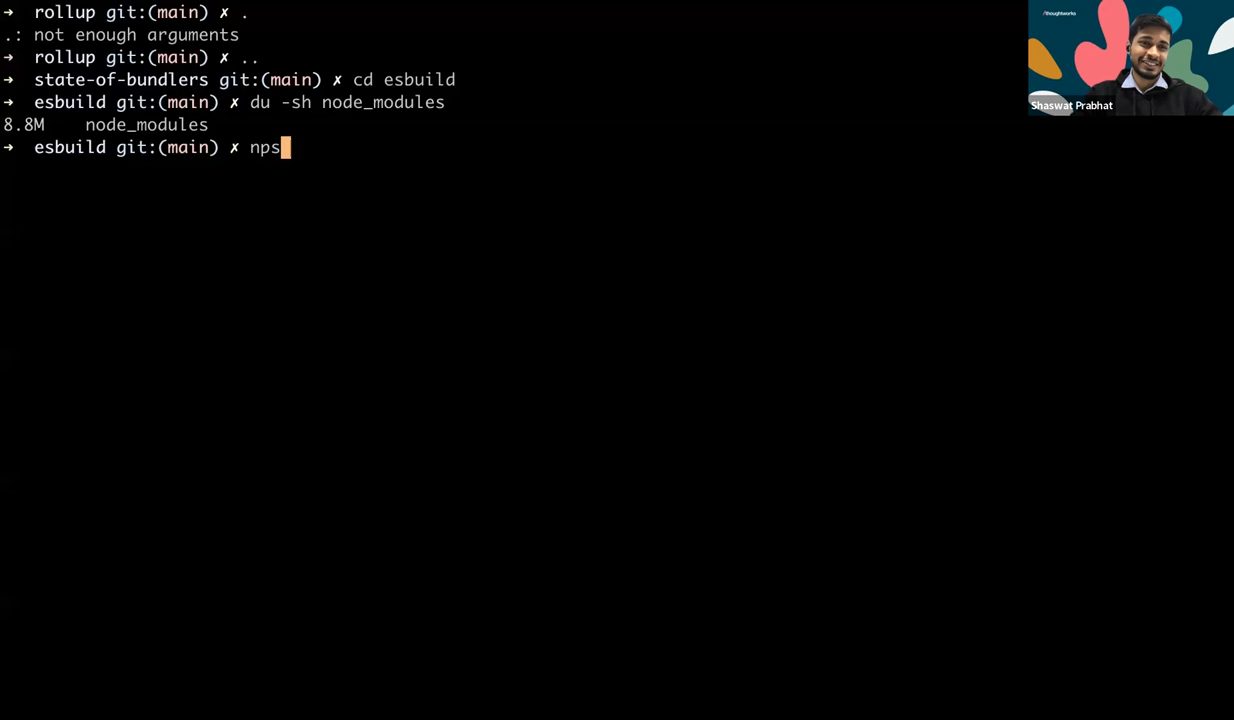 ➜ rollup git:(main) ✗ .
.: not enough arguments
➜ rollup git:(main) ✗ ..
➜ state-of-bundlers git:(main) ✗ cd esbuild
➜ esbuild git:(main) ✗ du -sh node_modules
8.8M node_modules
➜ esbuild git:(main) ✗ nps
/thoughtworks
Shaswat Prabhat